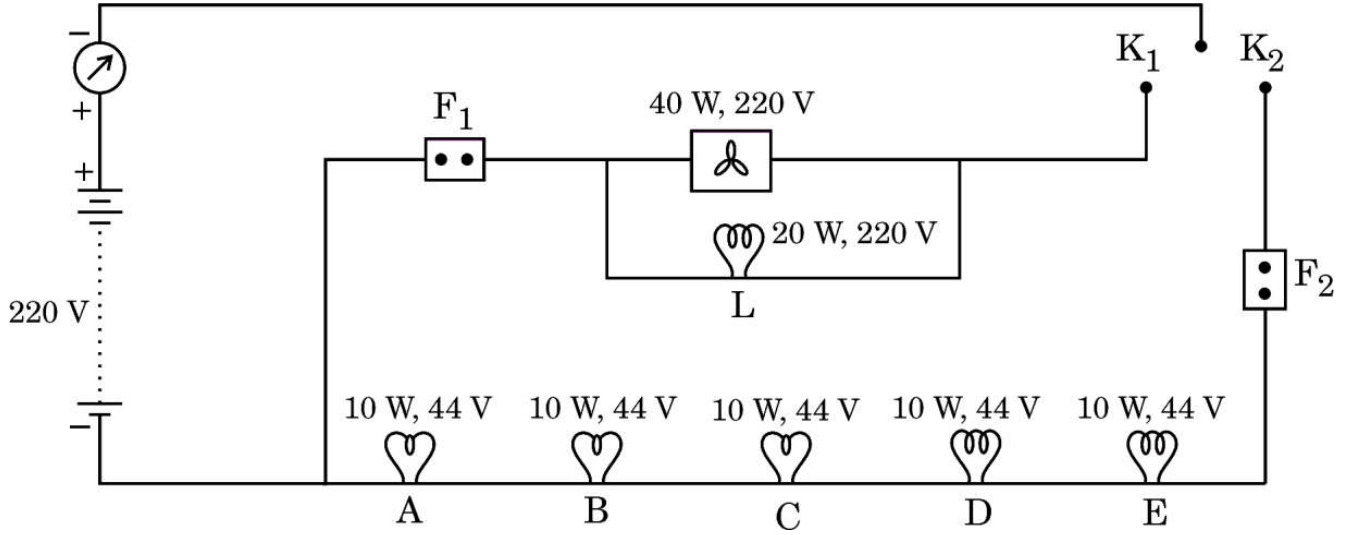 −
K₁
K₂
+
F₁
40 W, 220 V
+
20 W, 220 V
F₂
220 V
L
−
10 W, 44 V
10 W, 44 V
10 W, 44 V
10 W, 44 V
10 W, 44 V
A
B
C
D
E